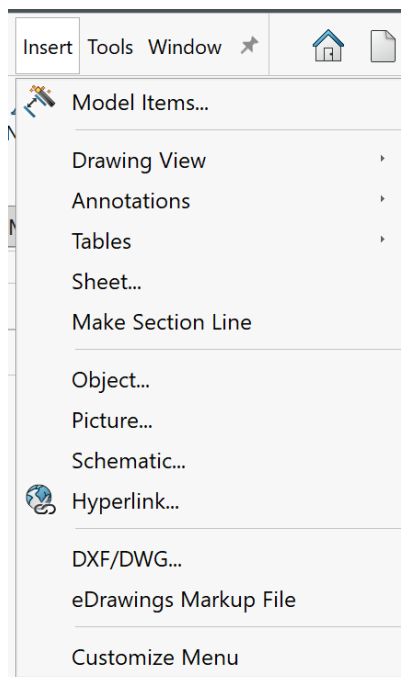 Insert Tools Window
Model Items...
Drawing View
Annotations
Tables
Sheet...
Make Section Line
Object...
Picture...
Schematic...
Hyperlink...
DXF/DWG...
eDrawings Markup File
Customize Menu